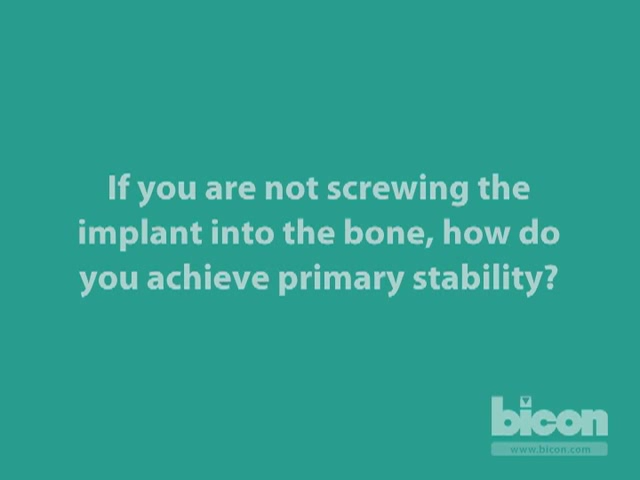 If you are not screwing the
implant into the bone, how do
you achieve primary stability?
bicon
www.bicon.com